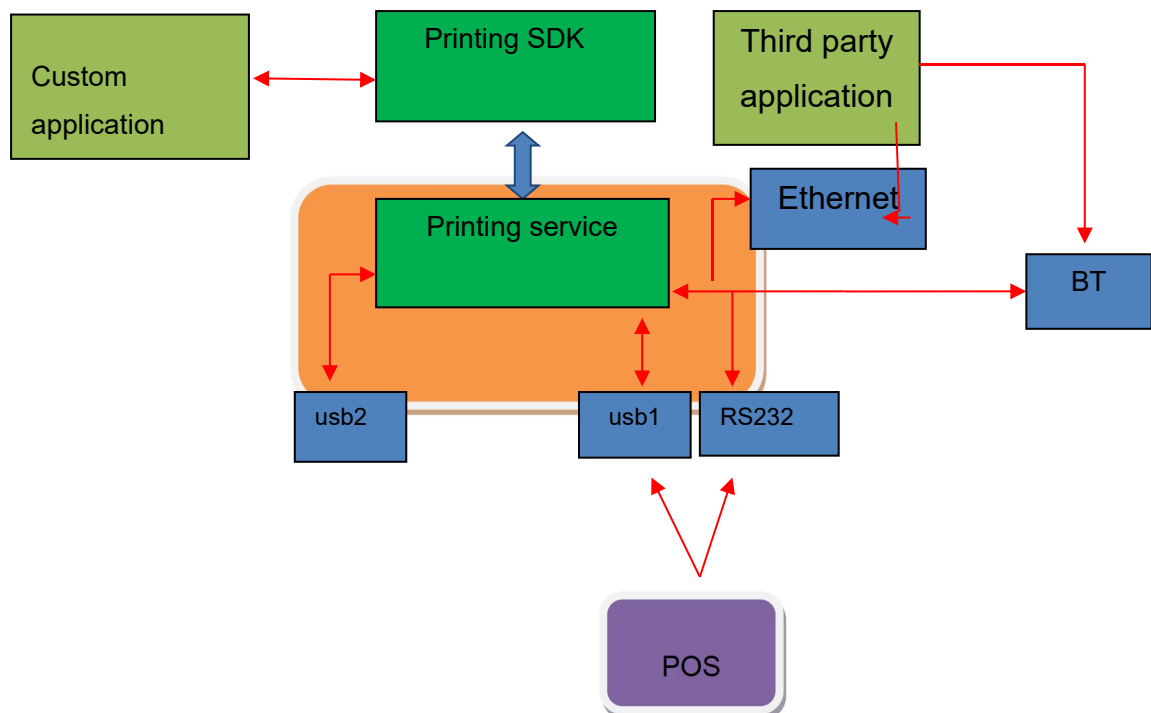 Custom
application
Printing SDK
Third party
application
Printing service
Ethernet
BT
usb2
usb1
RS232
POS